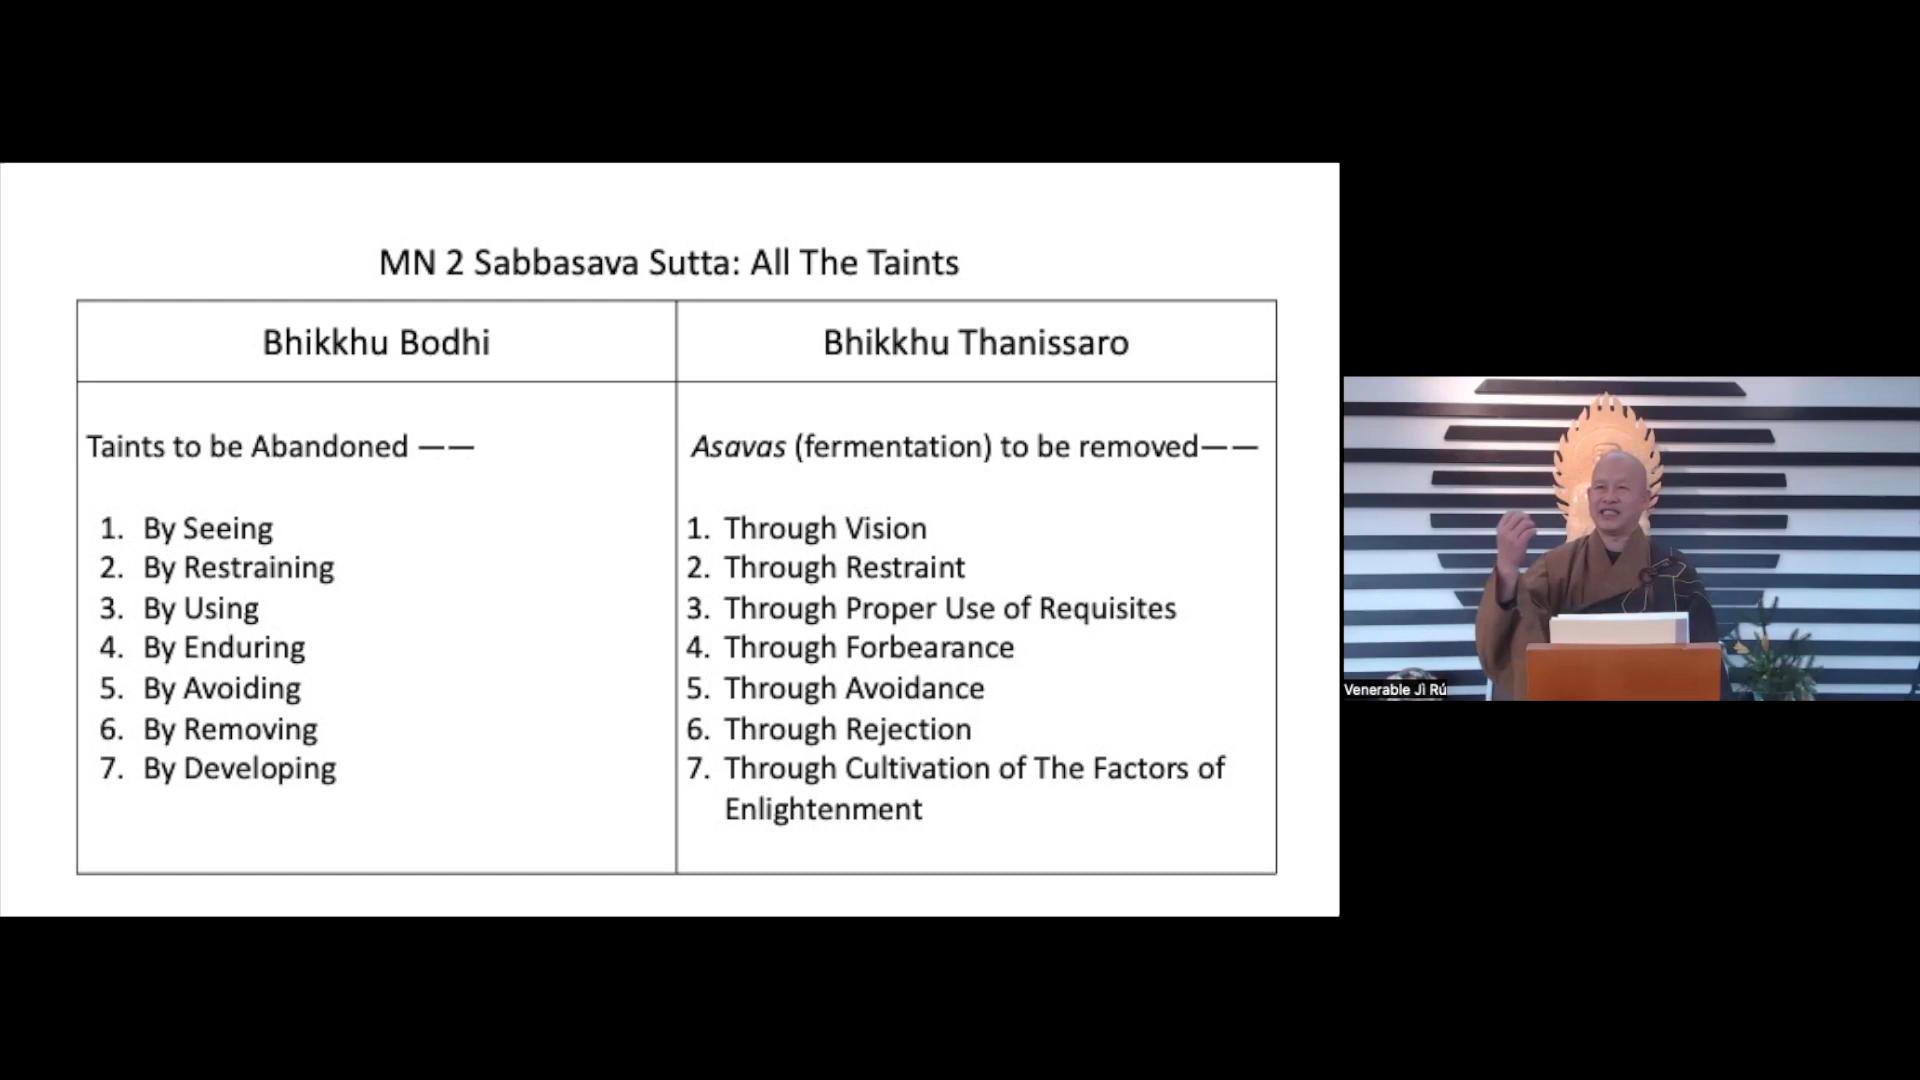 MN 2 Sabbasava Sutta: All The Taints
Bhikkhu Bodhi
Taints to be Abandoned ——
1. By Seeing
2. By Restraining
3. By Using
4. By Enduring
5. By Avoiding
6. By Removing
7. By Developing
Bhikkhu Thanissaro
Asavas (fermentation) to be removed——
1. Through Vision
2. Through Restraint
3. Through Proper Use of Requisites
4. Through Forbearance
5. Through Avoidance
6. Through Rejection
7. Through Cultivation of The Factors of
Enlightenment
Venerable Jì Rú